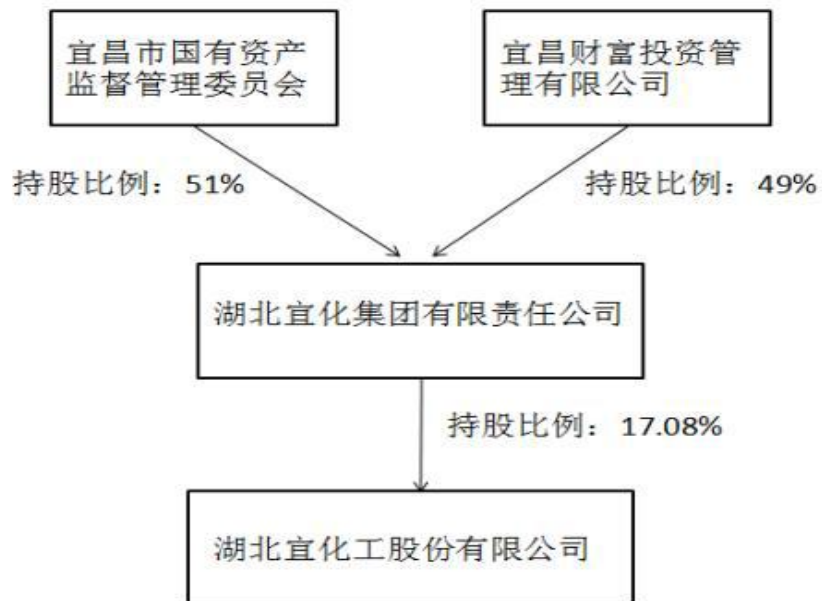 宜昌市国有资产
监督管理委员会
宜昌财富投资管
理有限公司
持股比例：51%
持股比例：49%
湖北宜化集团有限责任公司
持股比例：17.08%
湖北宜化工股份有限公司